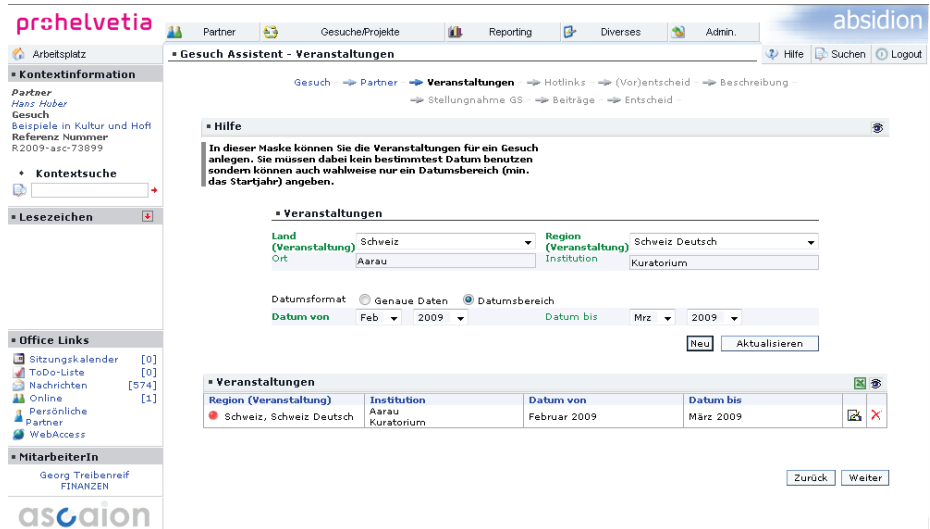 prohelvetia
absidion
Partner
Gesuche/Projekte
Reporting
Diverses
Admin.
Arbeitsplatz
Gesuch Assistent - Veranstaltungen
Hilfe
Suchen
Logout
Kontextinformation
Partner
Hans Huber
Gesuch
Beispiele in Kultur und Hoff
Referenz Nummer
R2009-asc-73899
Kontextsuche
Lesezeichen
Office Links
Sitzungskalender [0]
ToDo-Liste [0]
Nachrichten [574]
Online [1]
Persönliche
Partner
WebAccess
MitarbeiterIn
Georg Treibenreif
FINANZEN
ascaion
Gesuch - Partner - Veranstaltungen - Hotlinks - (Vor)entscheid - Beschreibung -
Stellungnahme GS - Beiträge - Entscheid -
Hilfe
In dieser Maske können Sie die Veranstaltungen für ein Gesuch
anlegen. Sie müssen dabei kein bestimmtest Datum benutzen
sondern können auch wahlweise nur ein Datumsbereich (min.
das Startjahr) angeben.
Veranstaltungen
Land
(Veranstaltung) Schweiz
Region
(Veranstaltung) Schweiz Deutsch
Ort Aarau
Institution Kuratorium
Datumsformat Genaue Daten Datumsbereich
Datum von Feb 2009 Datum bis Mrz 2009
Neu Aktualisieren
Veranstaltungen
Region (Veranstaltung) Institution Datum von Datum bis
Schweiz, Schweiz Deutsch Aarau
Kuratorium Februar 2009 März 2009
Zurück Weiter